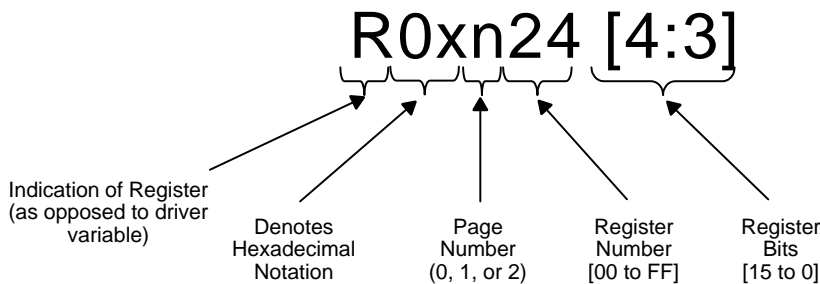 R0xn24 [4:3]
Indication of Register
(as opposed to driver
variable)
Denotes
Hexadecimal
Notation
Page
Number
(0, 1, or 2)
Register
Number
[00 to FF]
Register
Bits
[15 to 0]